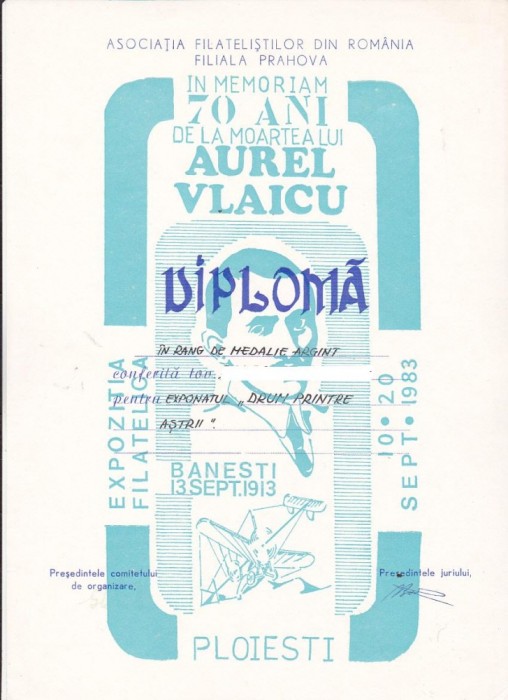 ASOCIAȚIA FILATELIȘTILOR DIN ROMÂNIA
FILIALA PRAHOVA
IN MEMORIAM
70 ANI
DE LA MOARTEA LUI
AUREL
VLAICU
DIPLOMĂ
ÎN RANG DE MEDALIE ARGINT
conferită tov.
pentru EXPONATUL „DRUM PRINTRE
AȘTRII".
EXPOZITIA
FILATELICA
10 • 20
SEPT • 1983
BANESTI
13.SEPT.1913
Președintele comitetului
de organizare,
Președintele juriului,
PLOIESTI